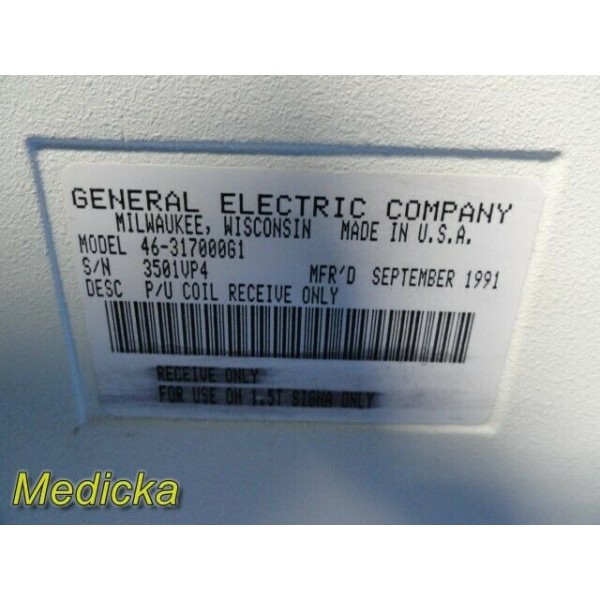 GENERAL ELECTRIC COMPANY
MILWAUKEE, WISCONSIN MADE IN U.S.A.
MODEL 46-317000G1
S/N 3501VP4 MFR'D SEPTEMBER 1991
DESC P/U COIL RECEIVE ONLY
RECEIVE ONLY
FOR USE ON 1.5T SIGNA ONLY
Medicka